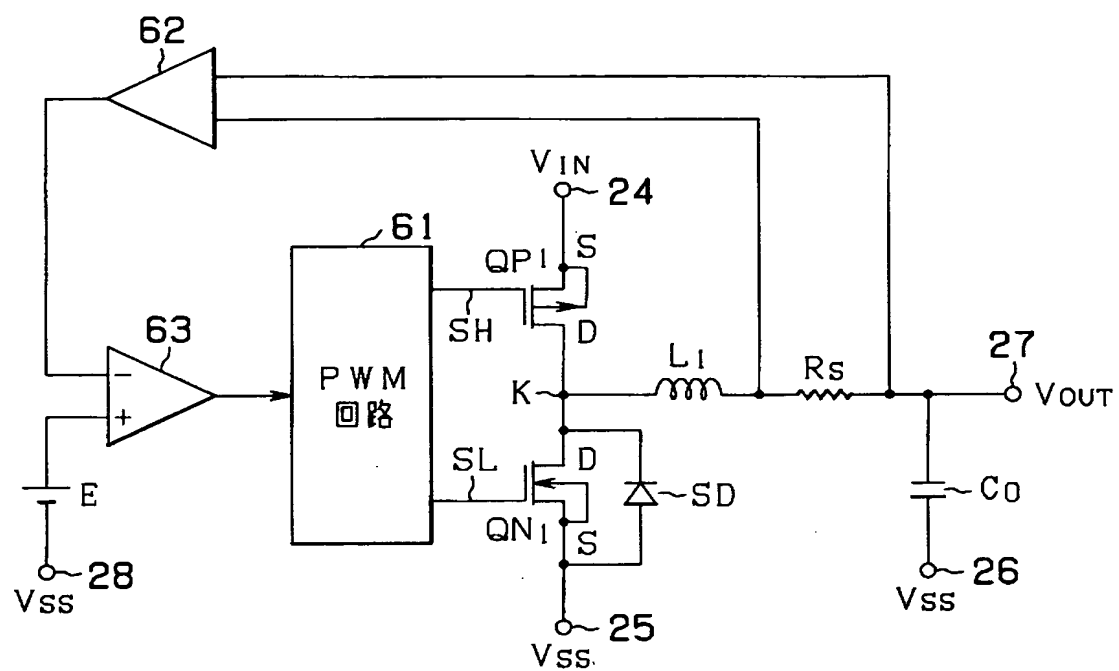 62
VIN
24
61
S
QP1
SH
D
63
PWM
回路
L1
RS
27
K
VOUT
−
+
SL
D
SD
CO
E
QN1
S
28
VSS
26
VSS
25
VSS